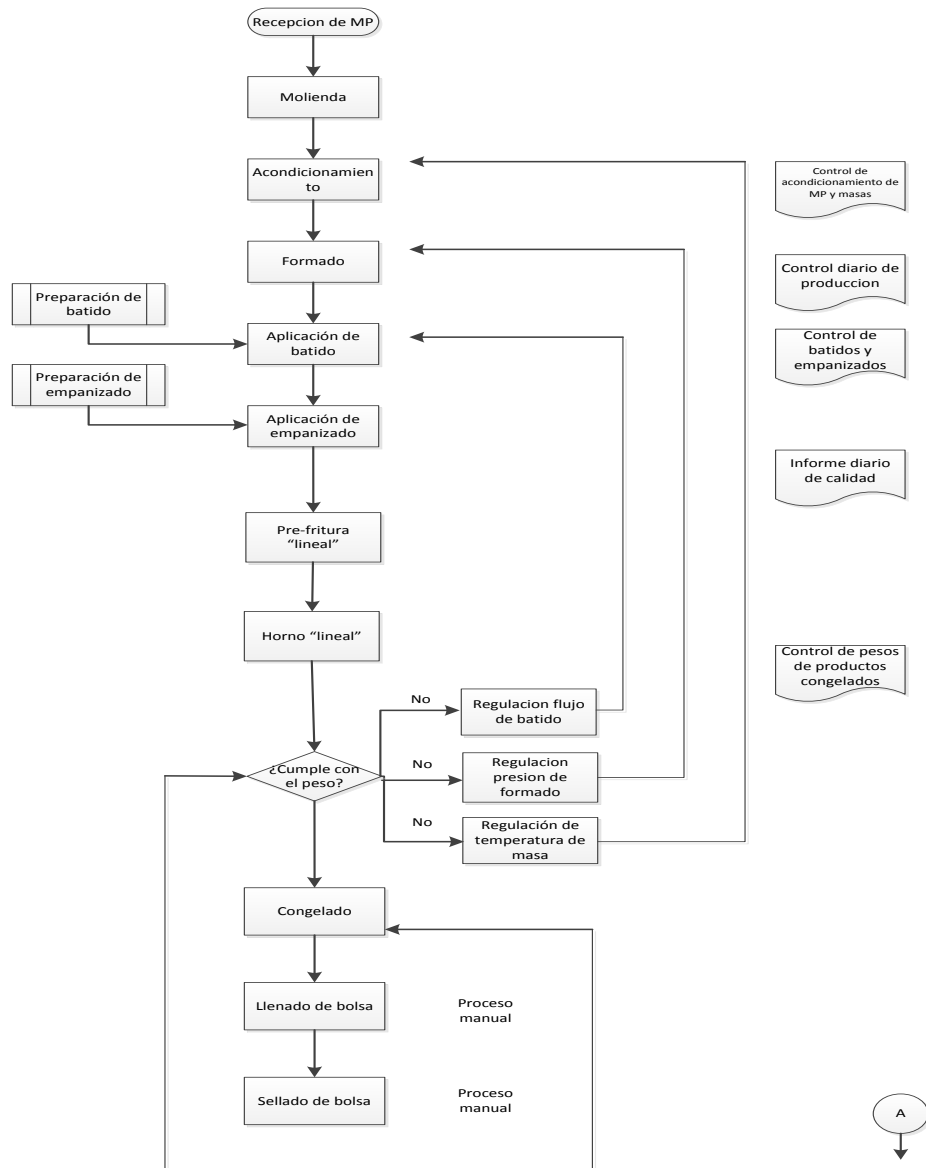 Recepcion de MP
Molienda
Acondicionamien
to
Control de
acondicionamiento de
MP y masas
Formado
Control diario de
produccion
Preparación de
batido
Aplicación de
batido
Control de
batidos y
empanizados
Preparación de
empanizado
Aplicación de
empanizado
Informe diario
de calidad
Pre-fritura
“lineal”
Horno “lineal”
Control de pesos
de productos
congelados
No
Regulacion flujo
de batido
¿Cumple con
el peso?
No
Regulacion
presion de
formado
No
Regulación de
temperatura de
masa
Congelado
Llenado de bolsa
Proceso
manual
Sellado de bolsa
Proceso
manual
A